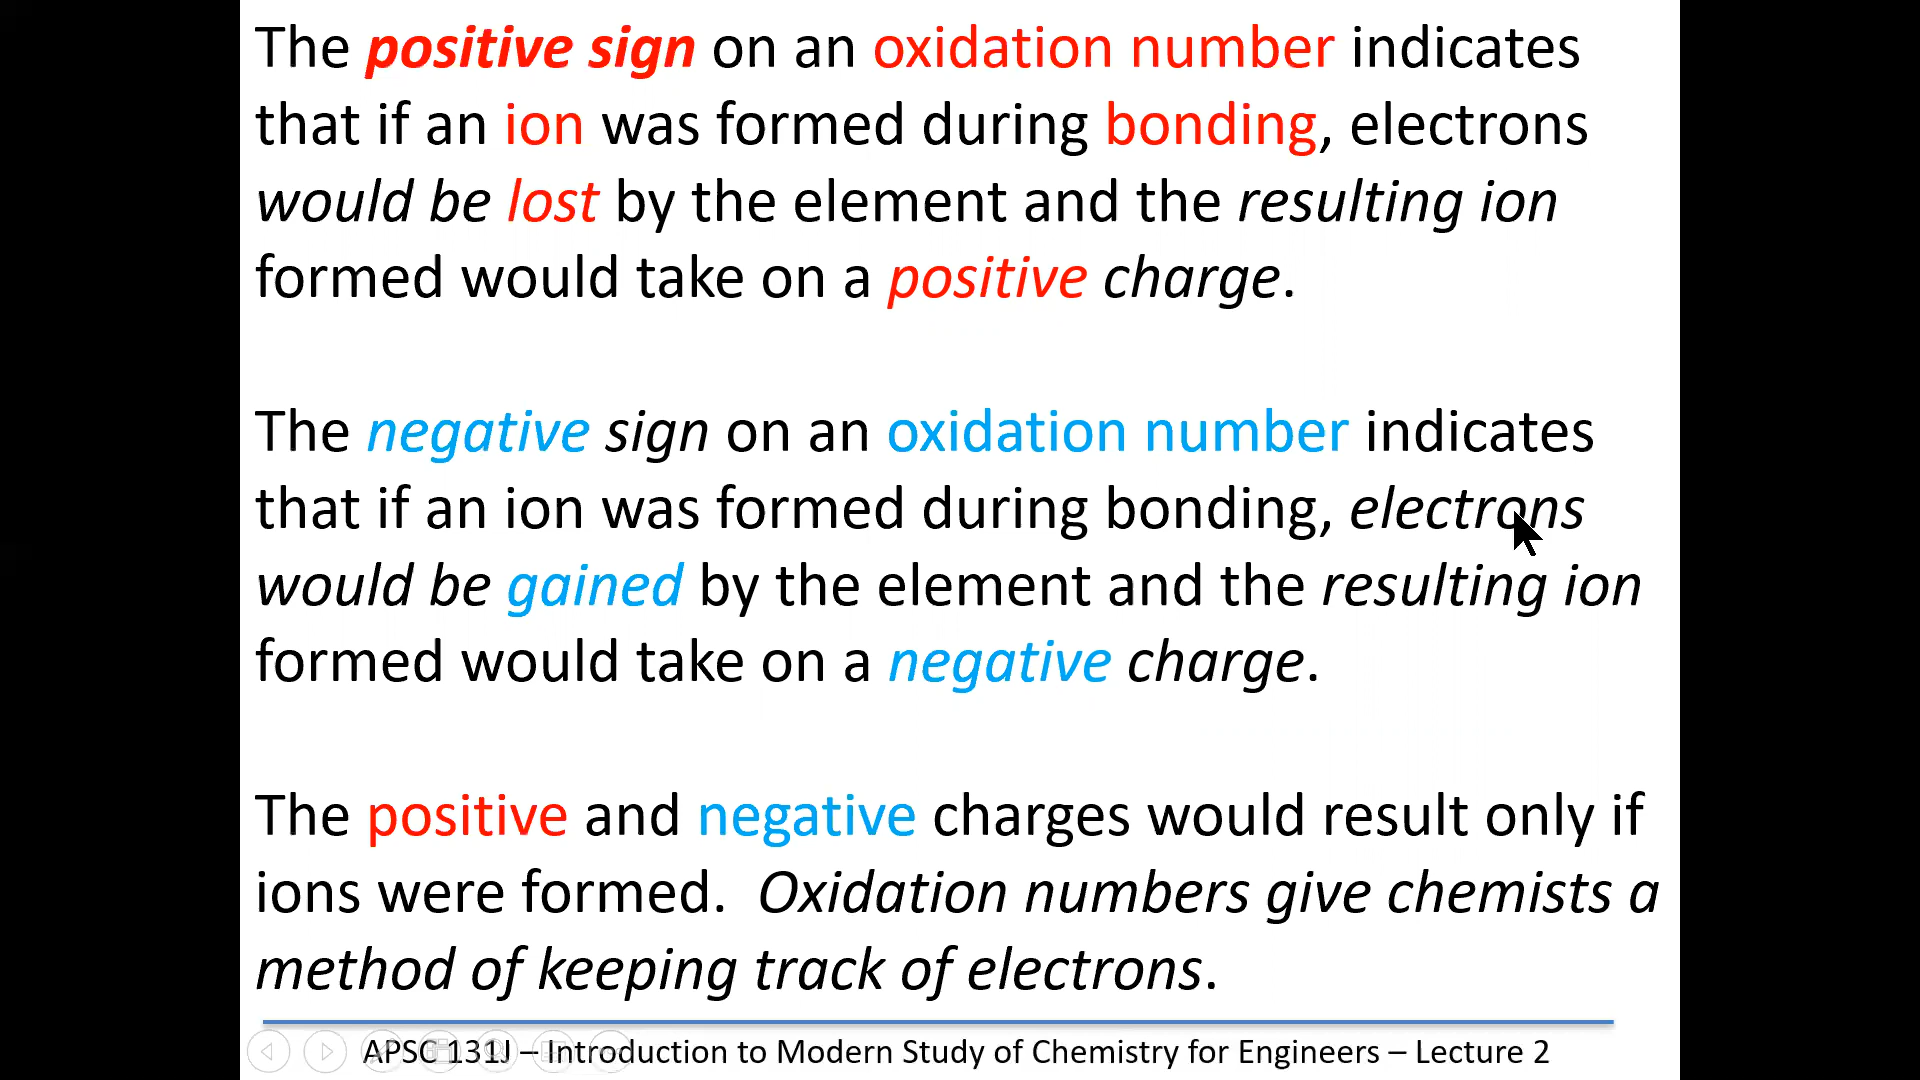 The positive sign on an oxidation number indicates
that if an ion was formed during bonding, electrons
would be lost by the element and the resulting ion
formed would take on a positive charge.
The negative sign on an oxidation number indicates
that if an ion was formed during bonding, electrons
would be gained by the element and the resulting ion
formed would take on a negative charge.
The positive and negative charges would result only if
ions were formed. Oxidation numbers give chemists a
method of keeping track of electrons.
APSC 131J – Introduction to Modern Study of Chemistry for Engineers – Lecture 2